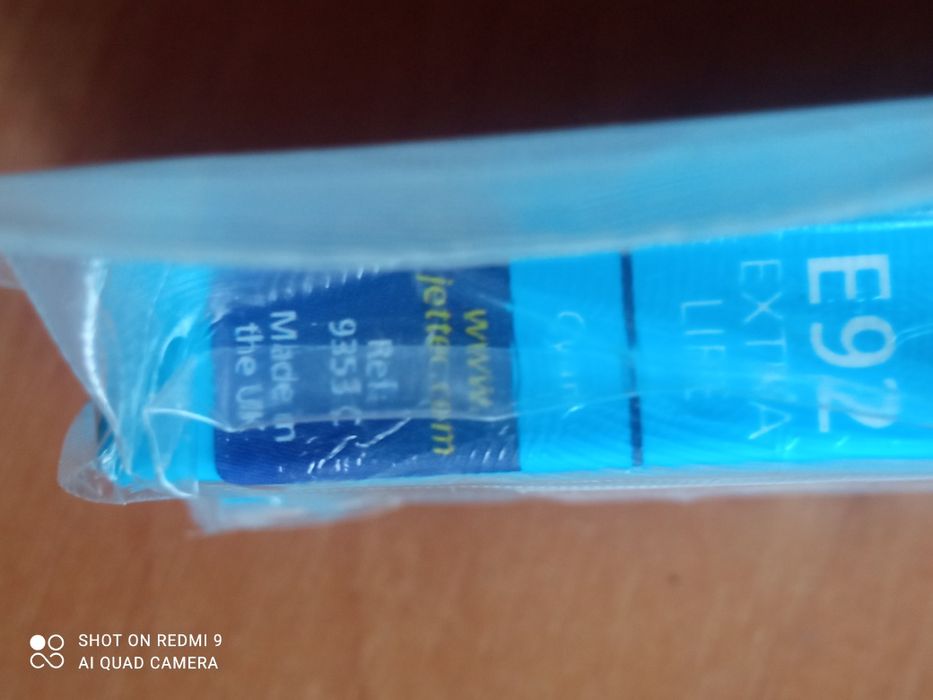 E92
EXTRA
LIFE
www.
jettec.com
Ref:
9353 c
Made in
the UK
SHOT ON REDMI 9
AI QUAD CAMERA